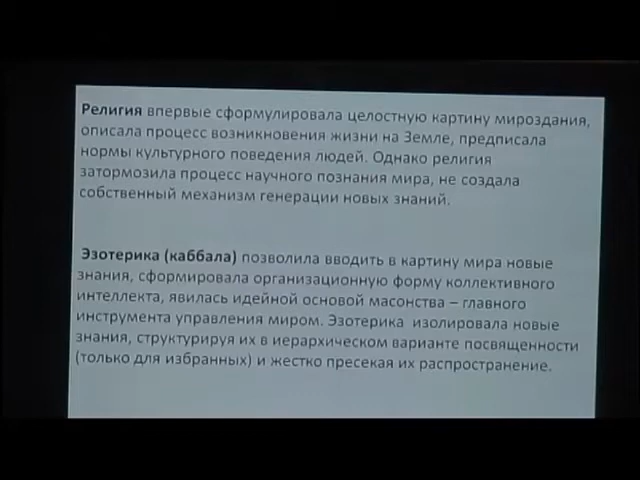 Религия впервые сформулировала целостную картину мироздания,
описала процесс возникновения жизни на Земле, предписала
нормы культурного поведения людей. Однако религия
затормозила процесс научного познания мира, не создала
собственный механизм генерации новых знаний.
Эзотерика (каббала) позволила вводить в картину мира новые
знания, сформировала организационную форму коллективного
интеллекта, явилась идейной основой масонства – главного
инструмента управления миром. Эзотерика изолировала новые
знания, структурируя их в иерархическом варианте посвященности
(только для избранных) и жестко пресекая их распространение.